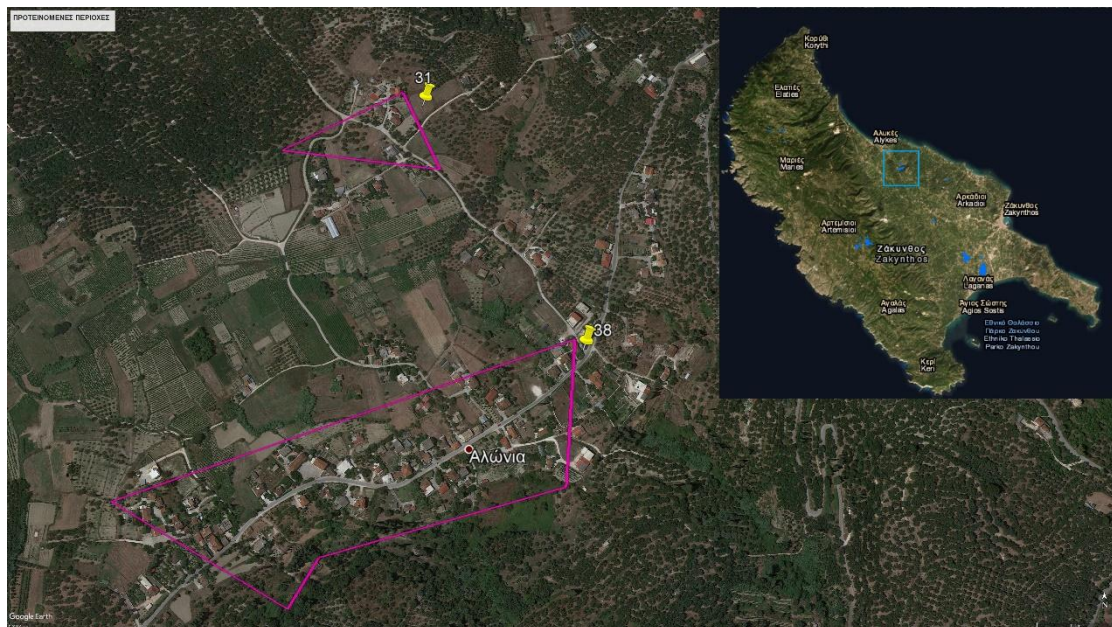 ΠΡΟΤΕΙΝΟΜΕΝΕΣ ΠΕΡΙΟΧΕΣ
31
38
Αλώνια
Google Earth
Κορύθι
Korythi
Ελατιές
Elaties
Αλυκές
Alykes
Μαριές
Maries
Αρκάδιοι
Arkadioi
Ζάκυνθος
Zakynthos
Αρτεμίσιοι
Artemisioi
Ζάκυνθος
Zakynthos
Λαγανάς
Laganas
Αγαλάς
Agalas
Άγιος Σώστης
Agios Sostis
Εθνικό Θαλάσσιο
Πάρκο Ζακύνθου
Ethniko Thalassio
Parko Zakynthou
Κερί
Keri